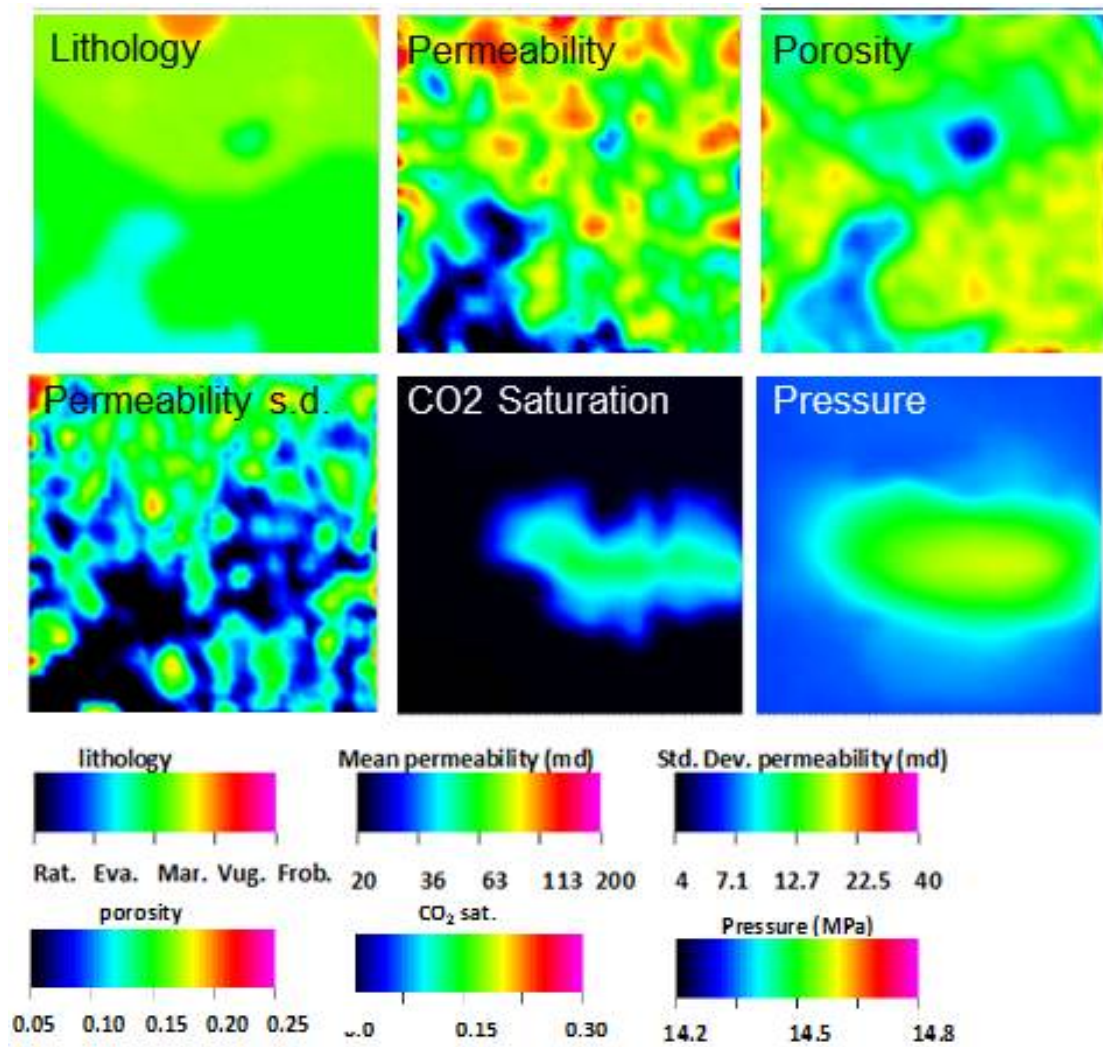 Lithology
Permeability
Porosity
Permeability s.d.
CO2 Saturation
Pressure
lithology
Mean permeability (md)
Std. Dev. permeability (md)
Rat. Eva. Mar. Vug. Frob.
20 36 63 113 200
4 7.1 12.7 22.5 40
porosity
CO₂ sat.
Pressure (MPa)
0.05 0.10 0.15 0.20 0.25
.0 0.15 0.30
14.2 14.5 14.8